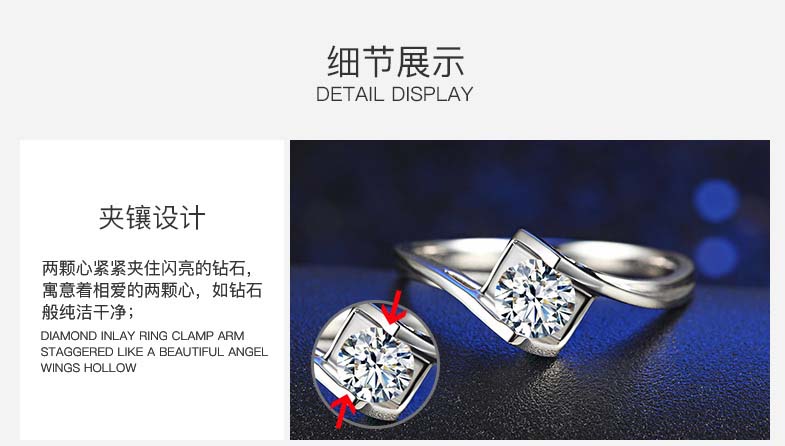 细节展示
DETAIL DISPLAY
夹镶设计
两颗心紧紧夹住闪亮的钻石，
寓意着相爱的两颗心，如钻石
般纯洁干净；
DIAMOND INLAY RING CLAMP ARM
STAGGERED LIKE A BEAUTIFUL ANGEL
WINGS HOLLOW